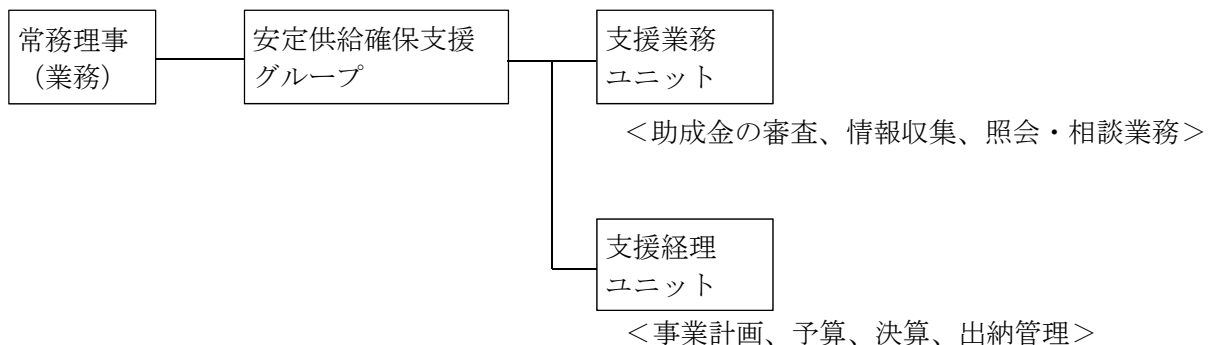 常務理事
（業務）
安定供給確保支援
グループ
支援業務
ユニット
＜助成金の審査、情報収集、照会・相談業務＞
支援経理
ユニット
＜事業計画、予算、決算、出納管理＞